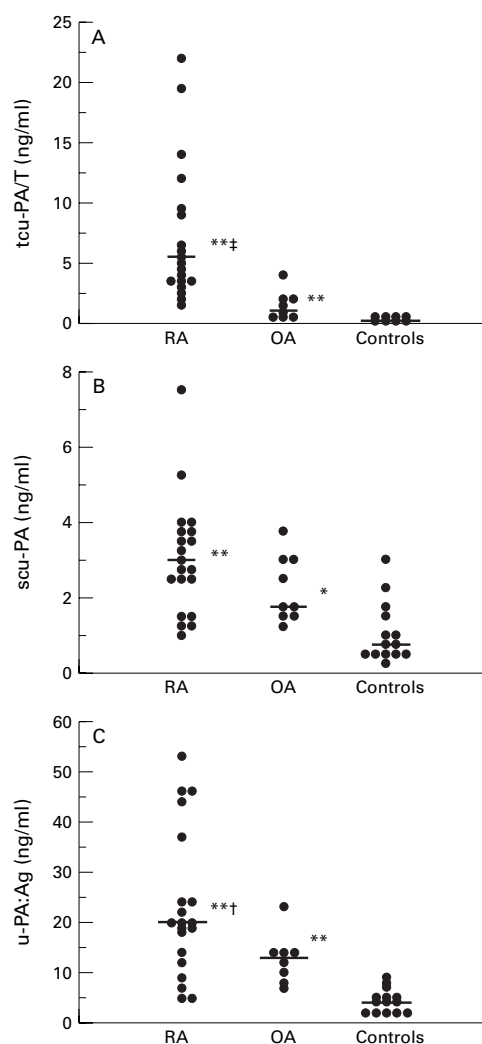 A
tcu-PA/T (ng/ml)
25
20
15
10
5
0
**‡
**
RA OA Controls
B
scu-PA (ng/ml)
8
6
4
2
0
**
*
RA OA Controls
C
u-PA:Ag (ng/ml)
60
50
40
30
20
10
0
**†
**
RA OA Controls